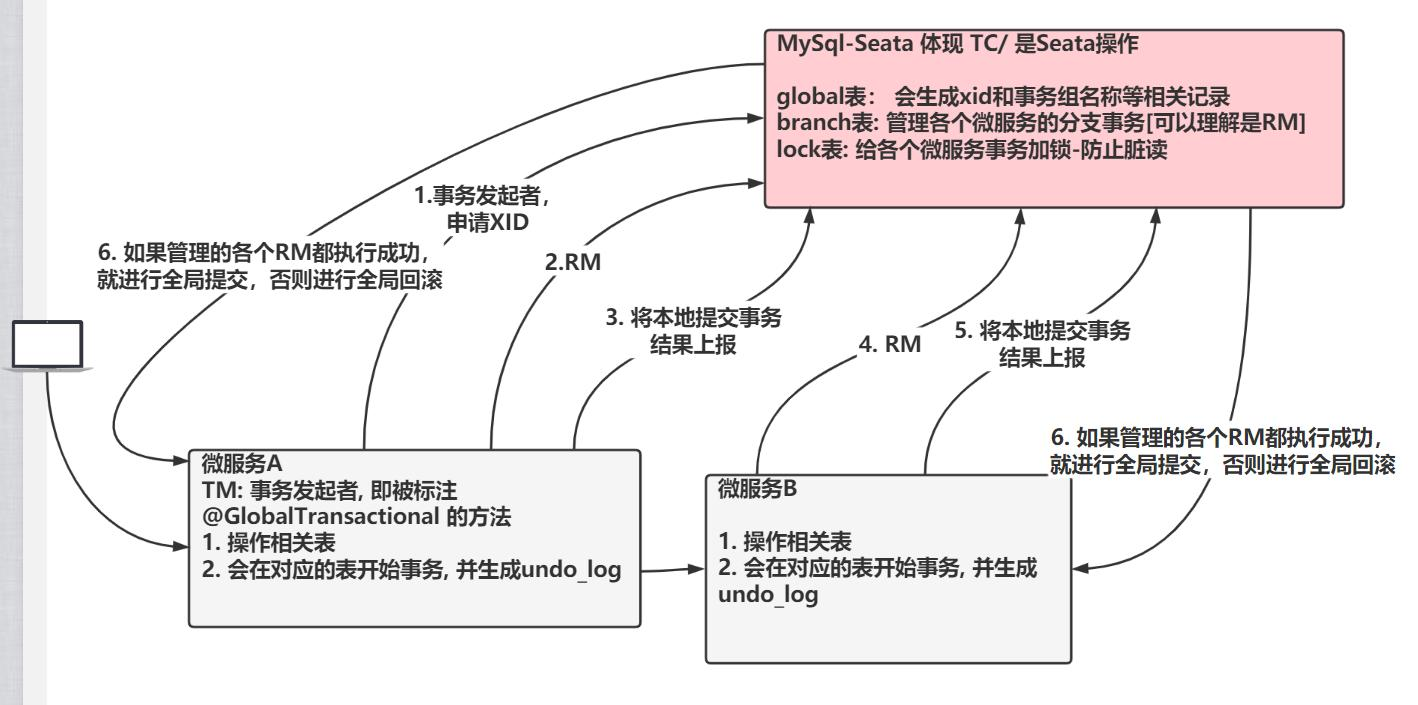 MySql-Seata 体现 TC/ 是Seata操作
global表： 会生成xid和事务组名称等相关记录
branch表: 管理各个微服务的分支事务[可以理解是RM]
lock表: 给各个微服务事务加锁-防止脏读
1.事务发起者，
申请XID
6. 如果管理的各个RM都执行成功，
就进行全局提交，否则进行全局回滚
2.RM
3. 将本地提交事务
结果上报
4. RM
5. 将本地提交事务
结果上报
6. 如果管理的各个RM都执行成功，
就进行全局提交，否则进行全局回滚
微服务A
TM: 事务发起者, 即被标注
@GlobalTransactional 的方法
1. 操作相关表
2. 会在对应的表开始事务, 并生成undo_log
微服务B
1. 操作相关表
2. 会在对应的表开始事务, 并生成
undo_log